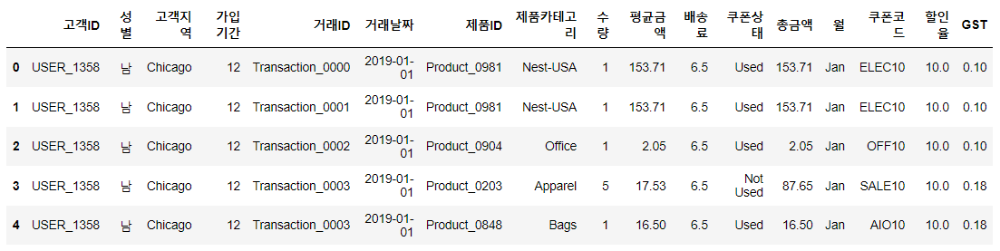 고객ID 성별 고객지역 가입기간 거래ID 거래날짜 제품ID 제품카테고리 수량 평균금액 배송료 쿠폰상태 총금액 월 쿠폰코드 할인율 GST
0 USER_1358 남 Chicago 12 Transaction_0000 2019-01-01 Product_0981 Nest-USA 1 153.71 6.5 Used 153.71 Jan ELEC10 10.0 0.10
1 USER_1358 남 Chicago 12 Transaction_0001 2019-01-01 Product_0981 Nest-USA 1 153.71 6.5 Used 153.71 Jan ELEC10 10.0 0.10
2 USER_1358 남 Chicago 12 Transaction_0002 2019-01-01 Product_0904 Office 1 2.05 6.5 Used 2.05 Jan OFF10 10.0 0.10
3 USER_1358 남 Chicago 12 Transaction_0003 2019-01-01 Product_0203 Apparel 5 17.53 6.5 Not Used 87.65 Jan SALE10 10.0 0.18
4 USER_1358 남 Chicago 12 Transaction_0003 2019-01-01 Product_0848 Bags 1 16.50 6.5 Used 16.50 Jan AIO10 10.0 0.18